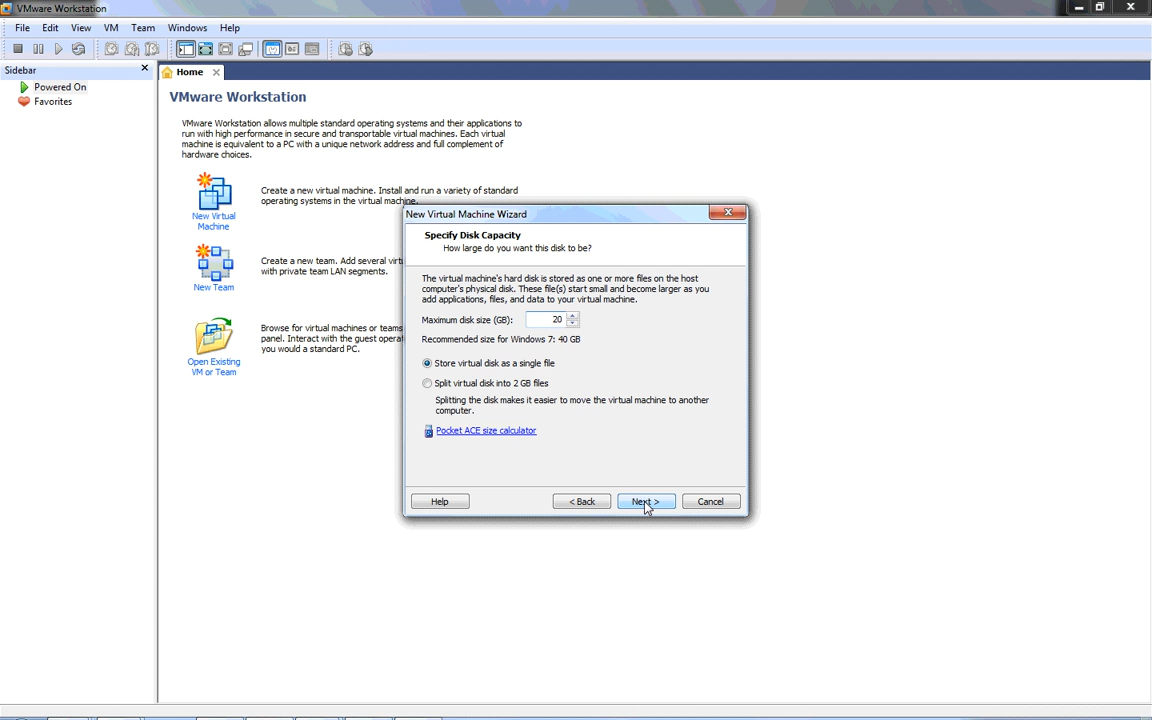 VMware Workstation
File Edit View VM Team Windows Help
Sidebar
Powered On
Favorites
Home
VMware Workstation
VMware Workstation allows multiple standard operating systems and their applications to
run with high performance in secure and transportable virtual machines. Each virtual
machine is equivalent to a PC with a unique network address and full complement of
hardware choices.
New Virtual
Machine
Create a new virtual machine. Install and run a variety of standard
operating systems in the virtual machine.
New Team
Create a new team. Add several virt
with private team LAN segments.
Open Existing
VM or Team
Browse for virtual machines or teams
panel. Interact with the guest operat
you would a standard PC.
New Virtual Machine Wizard
Specify Disk Capacity
How large do you want this disk to be?
The virtual machine's hard disk is stored as one or more files on the host
computer's physical disk. These file(s) start small and become larger as you
add applications, files, and data to your virtual machine.
Maximum disk size (GB): 20
Recommended size for Windows 7: 40 GB
Store virtual disk as a single file
Split virtual disk into 2 GB files
Splitting the disk makes it easier to move the virtual machine to another
computer.
Pocket ACE size calculator
Help < Back Next > Cancel